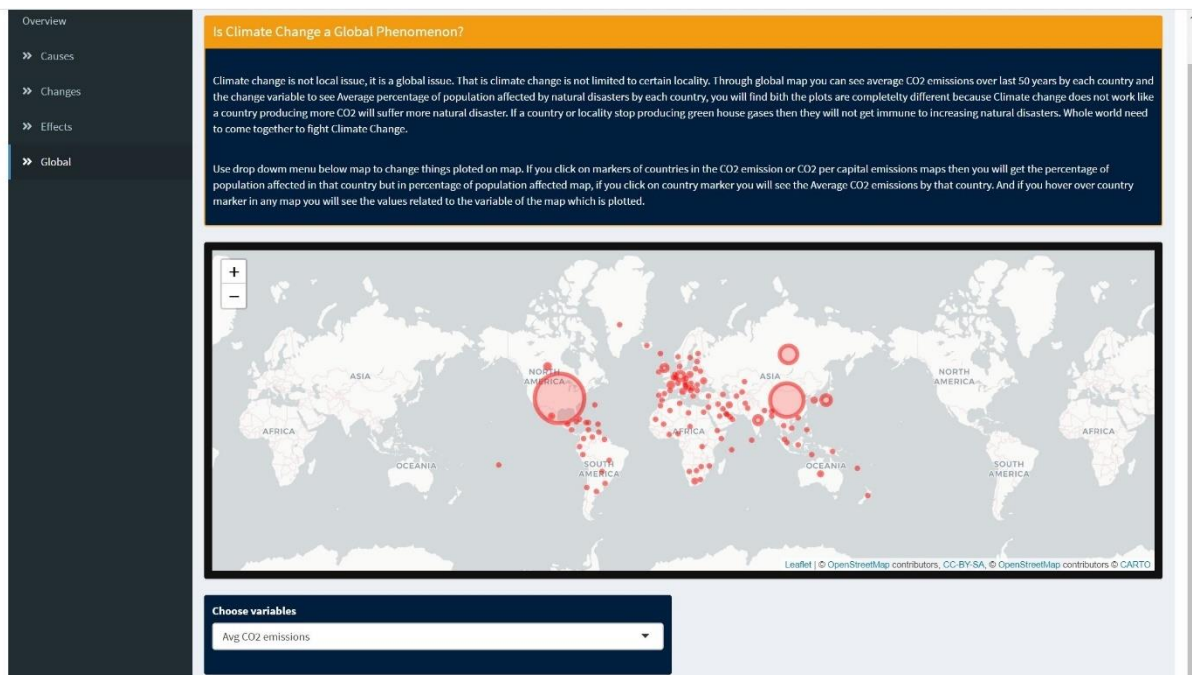 Overview
Causes
Changes
Effects
Global
Is Climate Change a Global Phenomenon?
Climate change is not local issue, it is a global issue. That is climate change is not limited to certain locality. Through global map you can see average CO2 emissions over last 50 years by each country and
the change variable to see Average percentage of population affected by natural disasters by each country, you will find bith the plots are completelty different because Climate change does not work like
a country producing more CO2 will suffer more natural disaster. If a country or locality stop producing green house gases then they will not get immune to increasing natural disasters. Whole world need
to come together to fight Climate Change.
Use drop down menu below map to change things ploted on map. If you click on markers of countries in the CO2 emission or CO2 per capital emissions maps then you will get the percentage of
population affected in that country but in percentage of population affected map, if you click on country marker you will see the Average CO2 emissions by that country. And if you hover over country
marker in any map you will see the values related to the variable of the map which is plotted.
+
−
ASIA
NORTH
AMERICA
ASIA
NORTH
AMERICA
AFRICA
AFRICA
AFRICA
OCEANIA
SOUTH
AMERICA
OCEANIA
SOUTH
AMERICA
Leaflet | © OpenStreetMap contributors, CC-BY-SA, © OpenStreetMap contributors © CARTO
Choose variables
Avg CO2 emissions